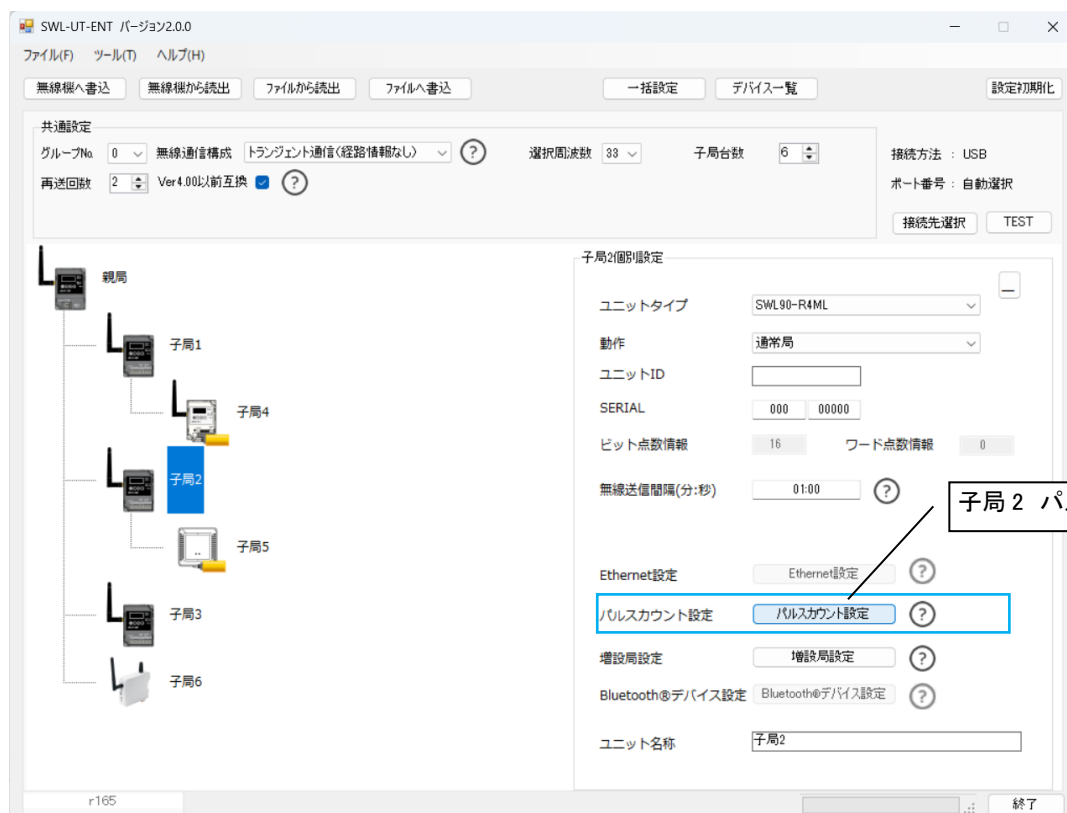 SWL-UT-ENT バージョン2.0.0
ファイル(F) ツール(T) ヘルプ(H)
無線機へ書込 無線機から読出 ファイルから読出 ファイルへ書込 一括設定 デバイス一覧 設定初期化
共通設定
グループNo. 0 無線通信構成 トランジェント通信(経路情報なし) ? 選択周波数 33 子局台数 6
再送回数 2 Ver4.00以前互換 ?
接続方法 : USB
ポート番号 : 自動選択
接続先選択 TEST
親局
子局1
子局4
子局2
子局5
子局3
子局6
子局2個別設定
ユニットタイプ SWL90-R4ML
動作 通常局
ユニットID
SERIAL 000 00000
ビット点数情報 16 ワード点数情報 0
無線送信間隔(分:秒) 01:00 ?
子局2 パ
Ethernet設定 Ethernet設定 ?
パルスカウント設定 パルスカウント設定 ?
増設局設定 増設局設定 ?
Bluetooth®デバイス設定 Bluetooth®デバイス設定 ?
ユニット名称 子局2
r165
終了